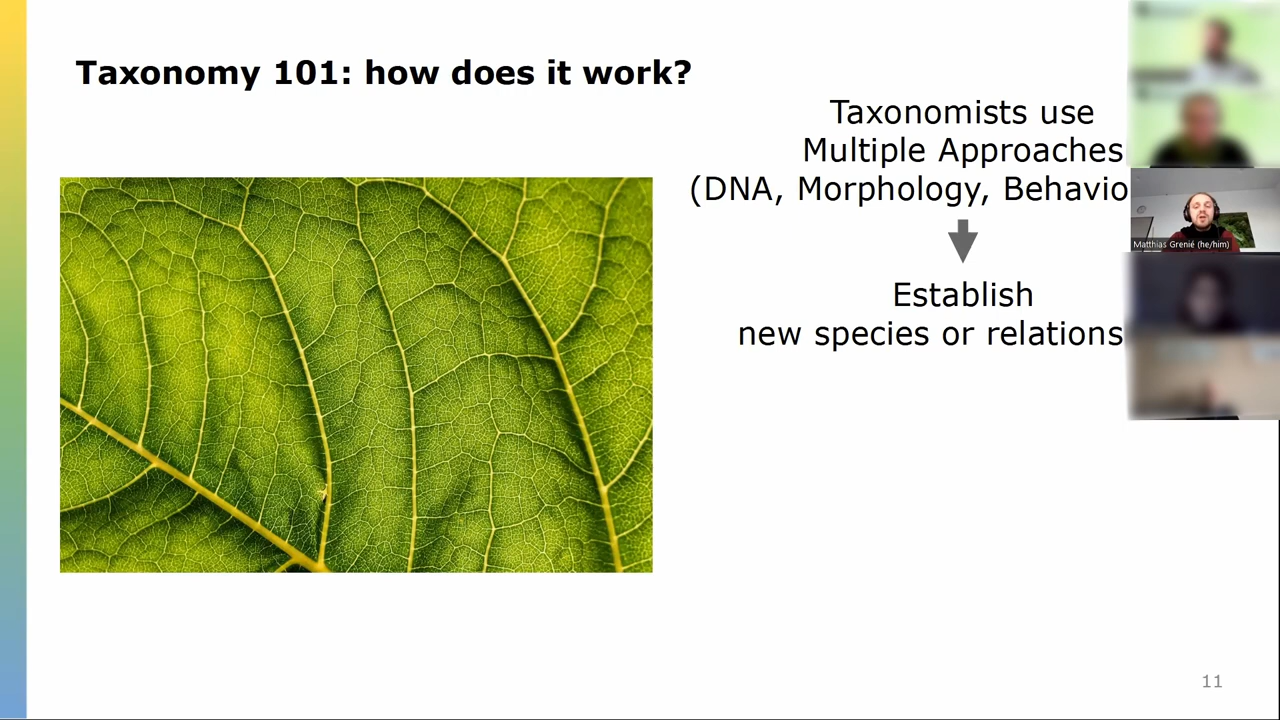 Taxonomy 101: how does it work?
Taxonomists use
Multiple Approaches
(DNA, Morphology, Behavio
Establish
new species or relations
Matthias Grenié (he/him)
11